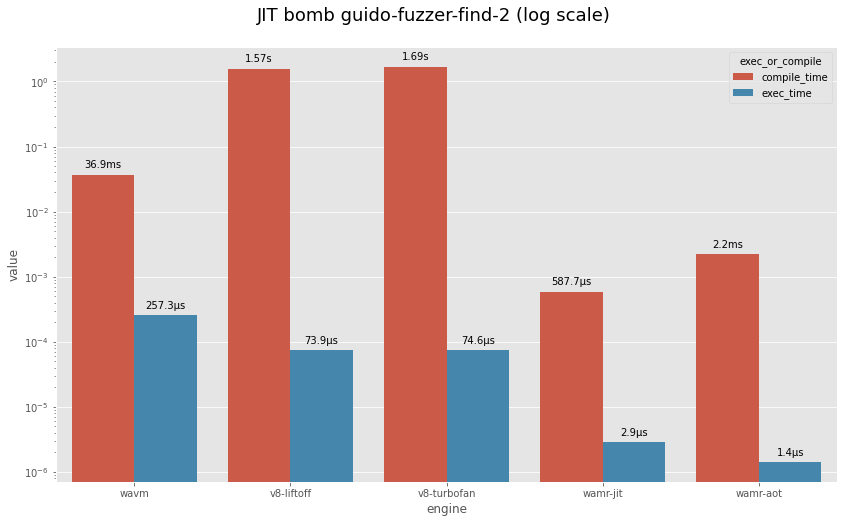 JIT bomb guido-fuzzer-find-2 (log scale)
exec_or_compile
compile_time
exec_time
value
10⁰
10⁻¹
10⁻²
10⁻³
10⁻⁴
10⁻⁵
10⁻⁶
36.9ms
257.3µs
1.57s
73.9µs
1.69s
74.6µs
587.7µs
2.9µs
2.2ms
1.4µs
wavm
v8-liftoff
v8-turbofan
wamr-jit
wamr-aot
engine